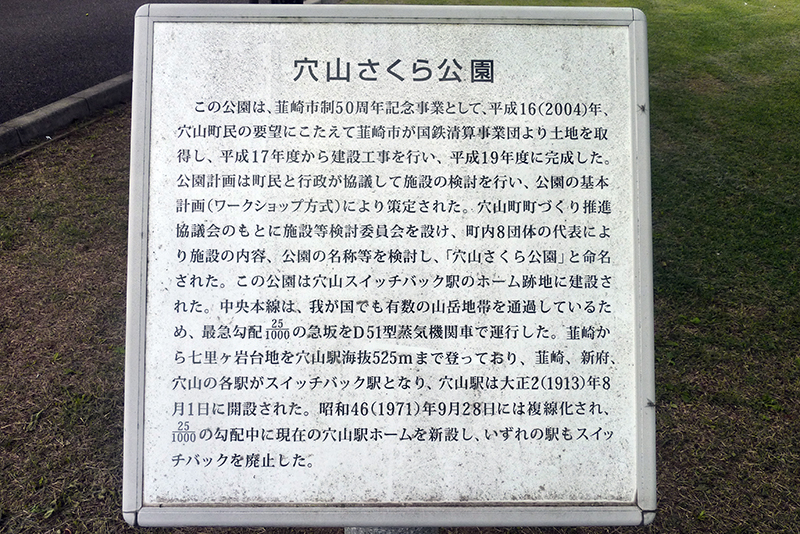 穴山さくら公園
この公園は、韮崎市制50周年記念事業として、平成16(2004)年、
穴山町民の要望にこたえて韮崎市が国鉄清算事業団より土地を取
得し、平成17年度から建設工事を行い、平成19年度に完成した。
公園計画は町民と行政が協議して施設の検討を行い、公園の基本
計画(ワークショップ方式)により策定された。穴山町町づくり推進
協議会のもとに施設等検討委員会を設け、町内8団体の代表によ
り施設の内容、公園の名称等を検討し、「穴山さくら公園」と命名
された。この公園は穴山スイッチバック駅のホーム跡地に建設さ
れた。中央本線は、我が国でも有数の山岳地帯を通過しているた
め、最急勾配25/1000の急坂をD51型蒸気機関車で運行した。韮崎か
ら七里ヶ岩台地を穴山駅海抜525mまで登っており、韮崎、新府、
穴山の各駅がスイッチバック駅となり、穴山駅は大正2(1913)年8
月1日に開設された。昭和46(1971)年9月28日には複線化され、
25/1000の勾配中に現在の穴山駅ホームを新設し、いずれの駅もスイッ
チバックを廃止した。